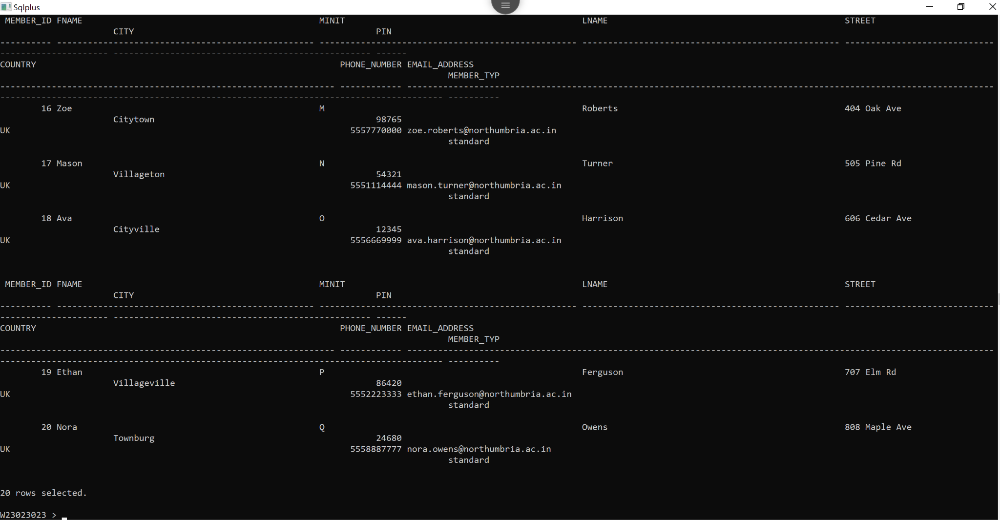 Sqlplus
MEMBER_ID FNAME MINIT LNAME STREET
CITY PIN
---------- -------------------------------------------------- -------------------------------------------------- -------------------------------------------------- -----------------------------
--------------------- -------------------------------------------------- ------
COUNTRY PHONE_NUMBER EMAIL_ADDRESS
MEMBER_TYP
----------------------------------------------------------------- ------------ ------------------------------------------------------------------------------------------------------------------
-------------------------------------------------------------------------------------- ----------
16 Zoe M Roberts 404 Oak Ave
Citytown 98765
UK 5557770000 zoe.roberts@northumbria.ac.in
standard
17 Mason N Turner 505 Pine Rd
Villageton 54321
UK 5551114444 mason.turner@northumbria.ac.in
standard
18 Ava O Harrison 606 Cedar Ave
Cityville 12345
UK 5556669999 ava.harrison@northumbria.ac.in
standard
MEMBER_ID FNAME MINIT LNAME STREET
CITY PIN
---------- -------------------------------------------------- -------------------------------------------------- -------------------------------------------------- -----------------------------
--------------------- -------------------------------------------------- ------
COUNTRY PHONE_NUMBER EMAIL_ADDRESS
MEMBER_TYP
----------------------------------------------------------------- ------------ ------------------------------------------------------------------------------------------------------------------
-------------------------------------------------------------------------------------- ----------
19 Ethan P Ferguson 707 Elm Rd
Villageville 86420
UK 5552223333 ethan.ferguson@northumbria.ac.in
standard
20 Nora Q Owens 808 Maple Ave
Townburg 24680
UK 5558887777 nora.owens@northumbria.ac.in
standard
20 rows selected.
W23023023 >